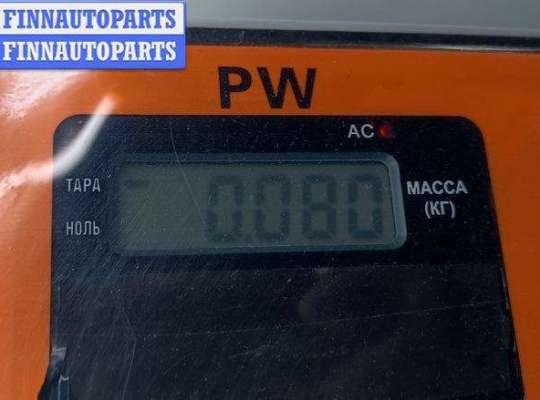 FINNAUTOPARTS
FINNAUTOPARTS
PW
AC
ТАРА
0.080
МАССА
(КГ)
НОЛЬ